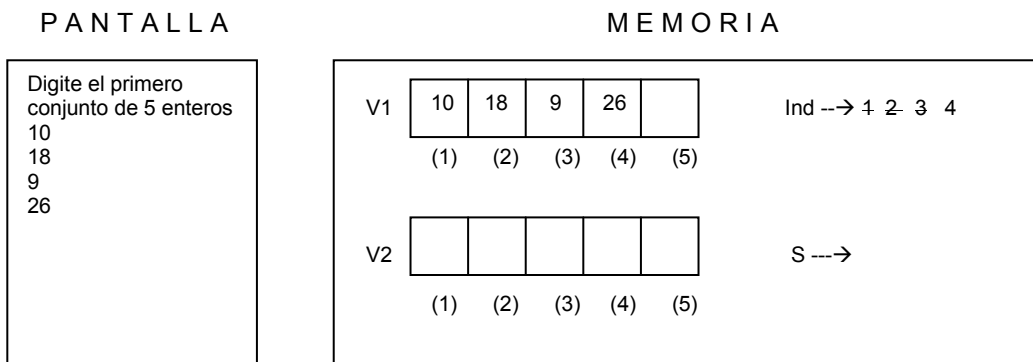 P A N T A L L A
M E M O R I A
Digite el primero
conjunto de 5 enteros
10
18
9
26
V1 10 18 9 26 Ind --→ 1 2 3 4
(1) (2) (3) (4) (5)
V2 S ---→
(1) (2) (3) (4) (5)